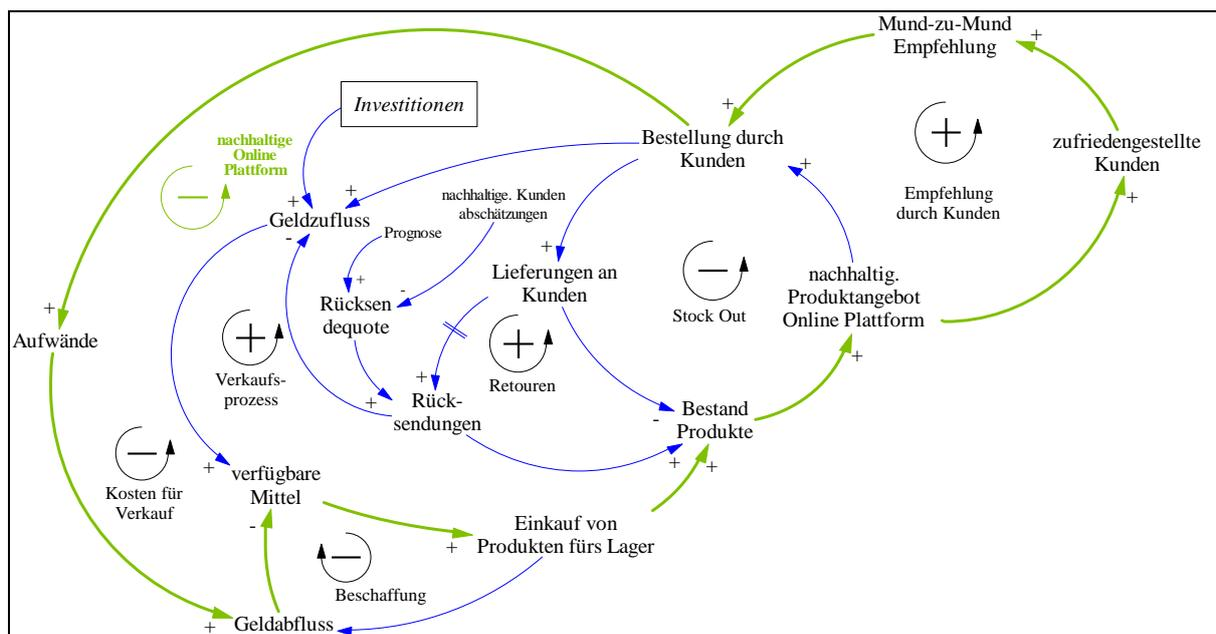 Mund-zu-Mund
Empfehlung
+
Investitionen
+
nachhaltige
Online
Plattform
−
Bestellung durch
Kunden
+
+
Empfehlung
durch Kunden
zufriedengestellte
Kunden
+
nachhaltige. Kunden
abschätzungen
+
+
Geldzufluss
-
Prognose
+
-
Rücksen
dequote
+
Lieferungen an
Kunden
−
Stock Out
nachhaltig.
Produktangebot
Online Plattform
+
+
Aufwände
+
Verkaufs-
prozess
+
Retouren
+
+
+
Rück-
sendungen
-
Bestand
Produkte
+
+
−
Kosten für
Verkauf
+
verfügbare
Mittel
-
Einkauf von
Produkten fürs Lager
+
−
Beschaffung
+
Geldabfluss